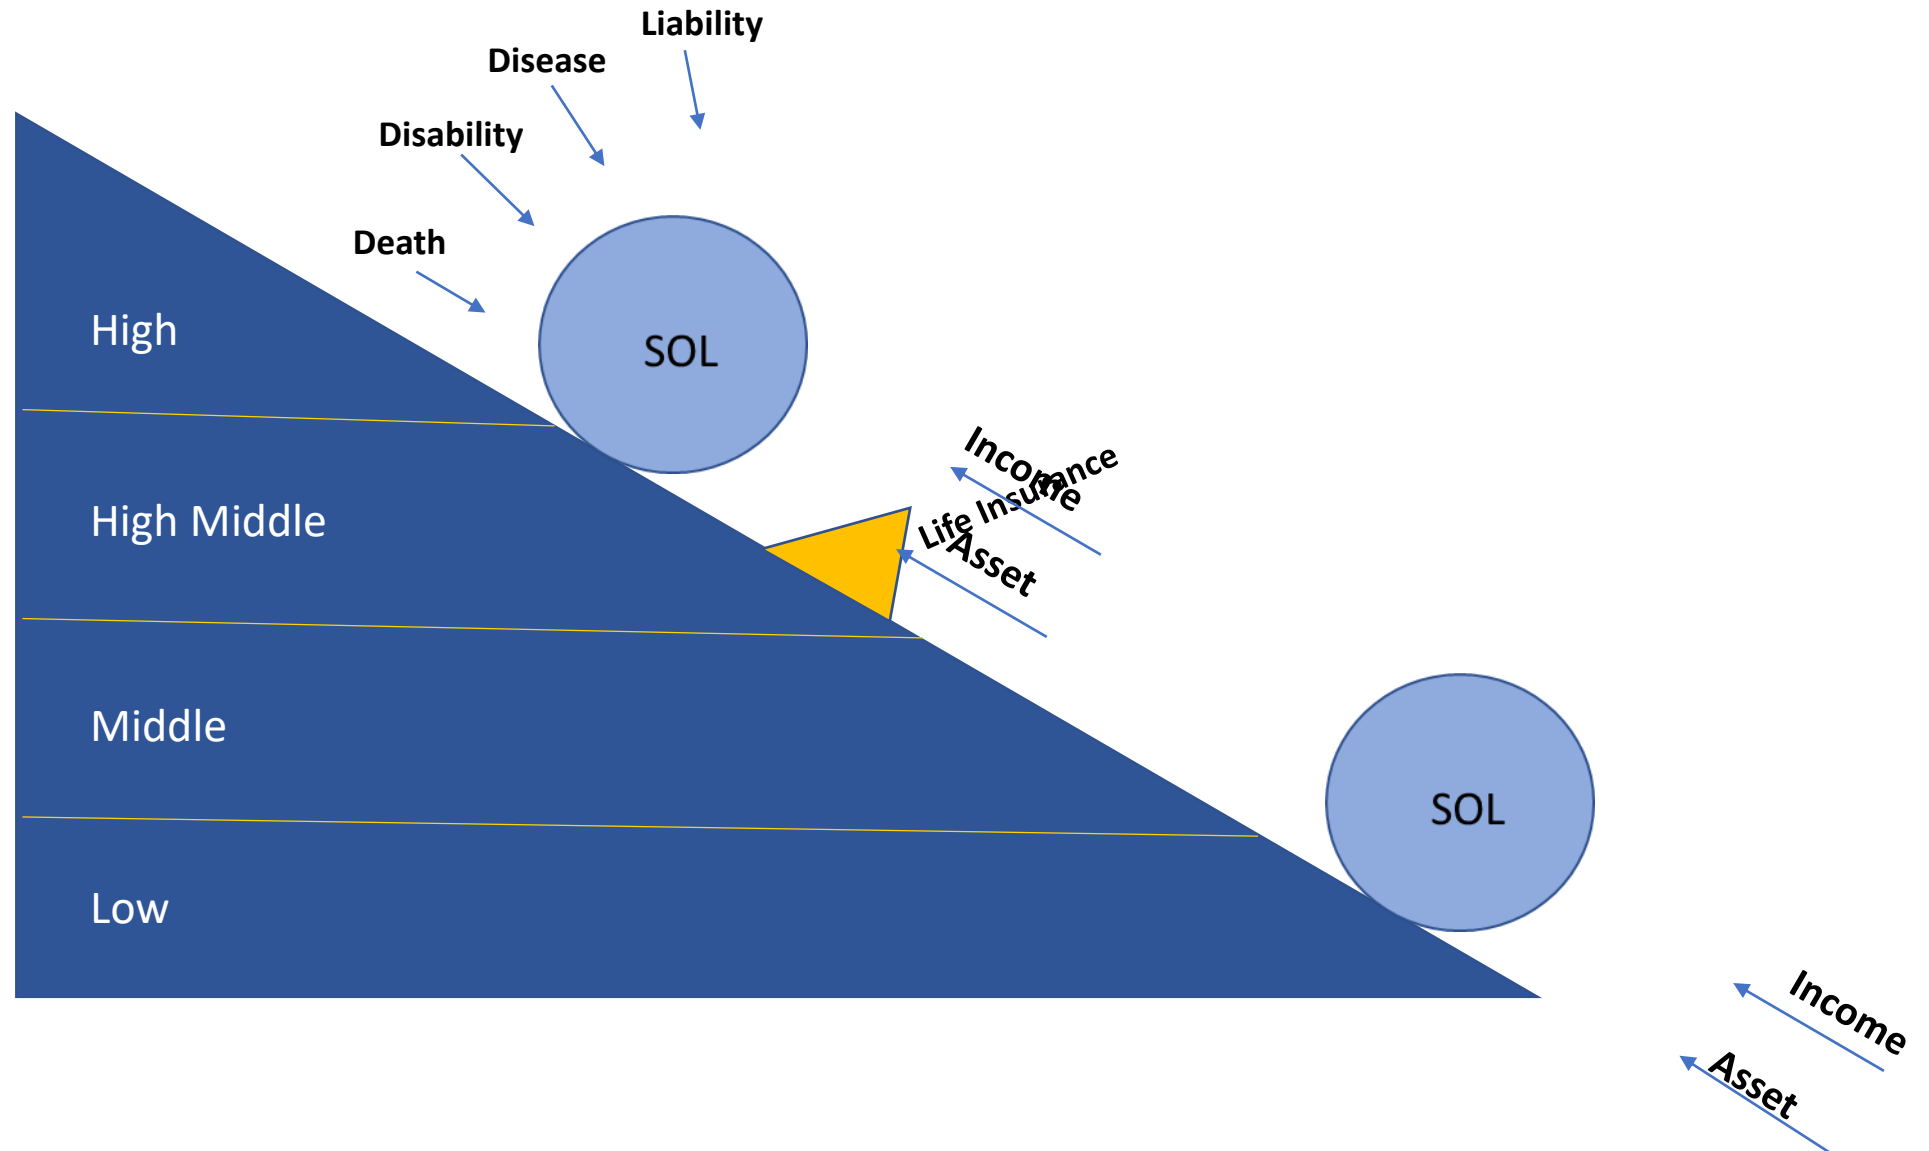 Liability
Disease
Disability
Death
High
SOL
Income
Life Insurance
High Middle
Asset
Middle
SOL
Low
Income
Asset